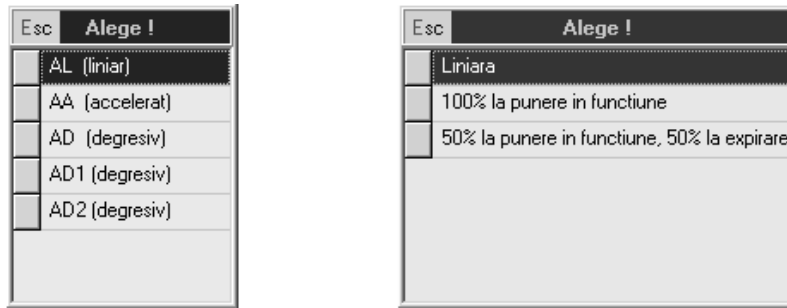 Esc Alege !
AL (liniar)
AA (accelerat)
AD (degresiv)
AD1 (degresiv)
AD2 (degresiv)
Esc Alege !
Liniara
100% la punere in functiune
50% la punere in functiune, 50% la expirare